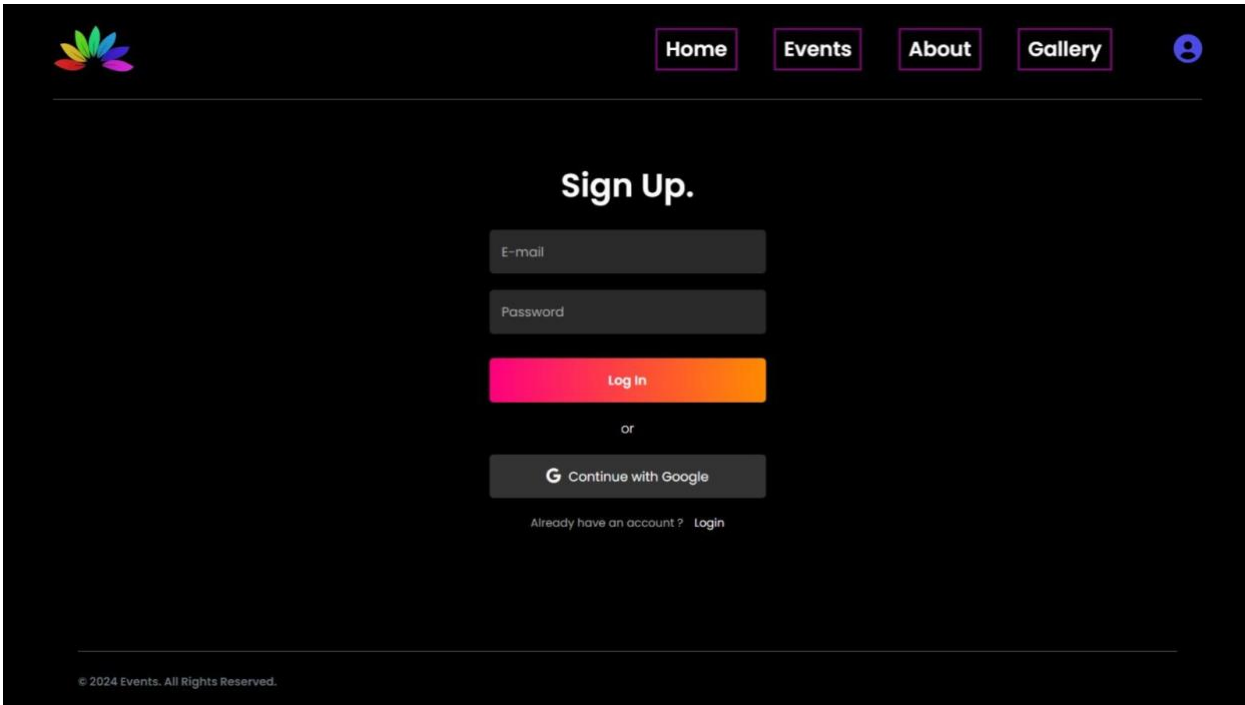 Home Events About Gallery
Sign Up.
E-mail
Password
Log In
or
G Continue with Google
Already have an account ? Login
© 2024 Events. All Rights Reserved.